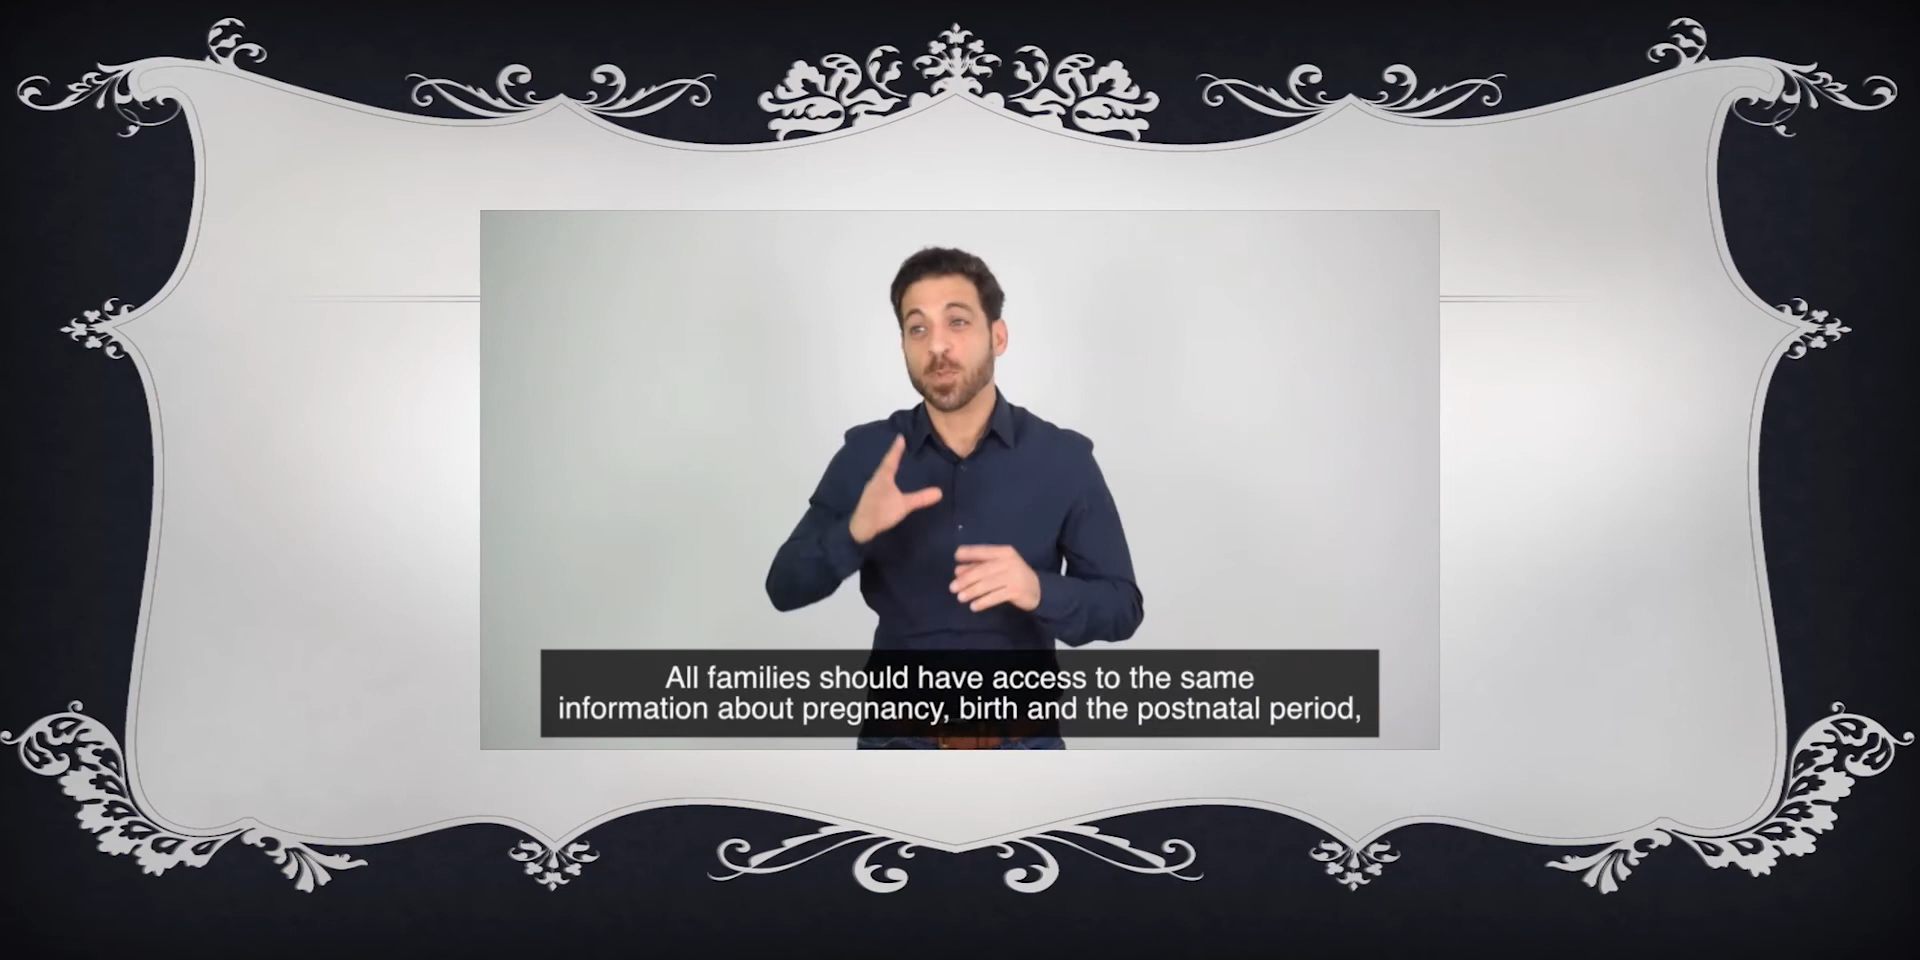 All families should have access to the same
information about pregnancy, birth and the postnatal period,